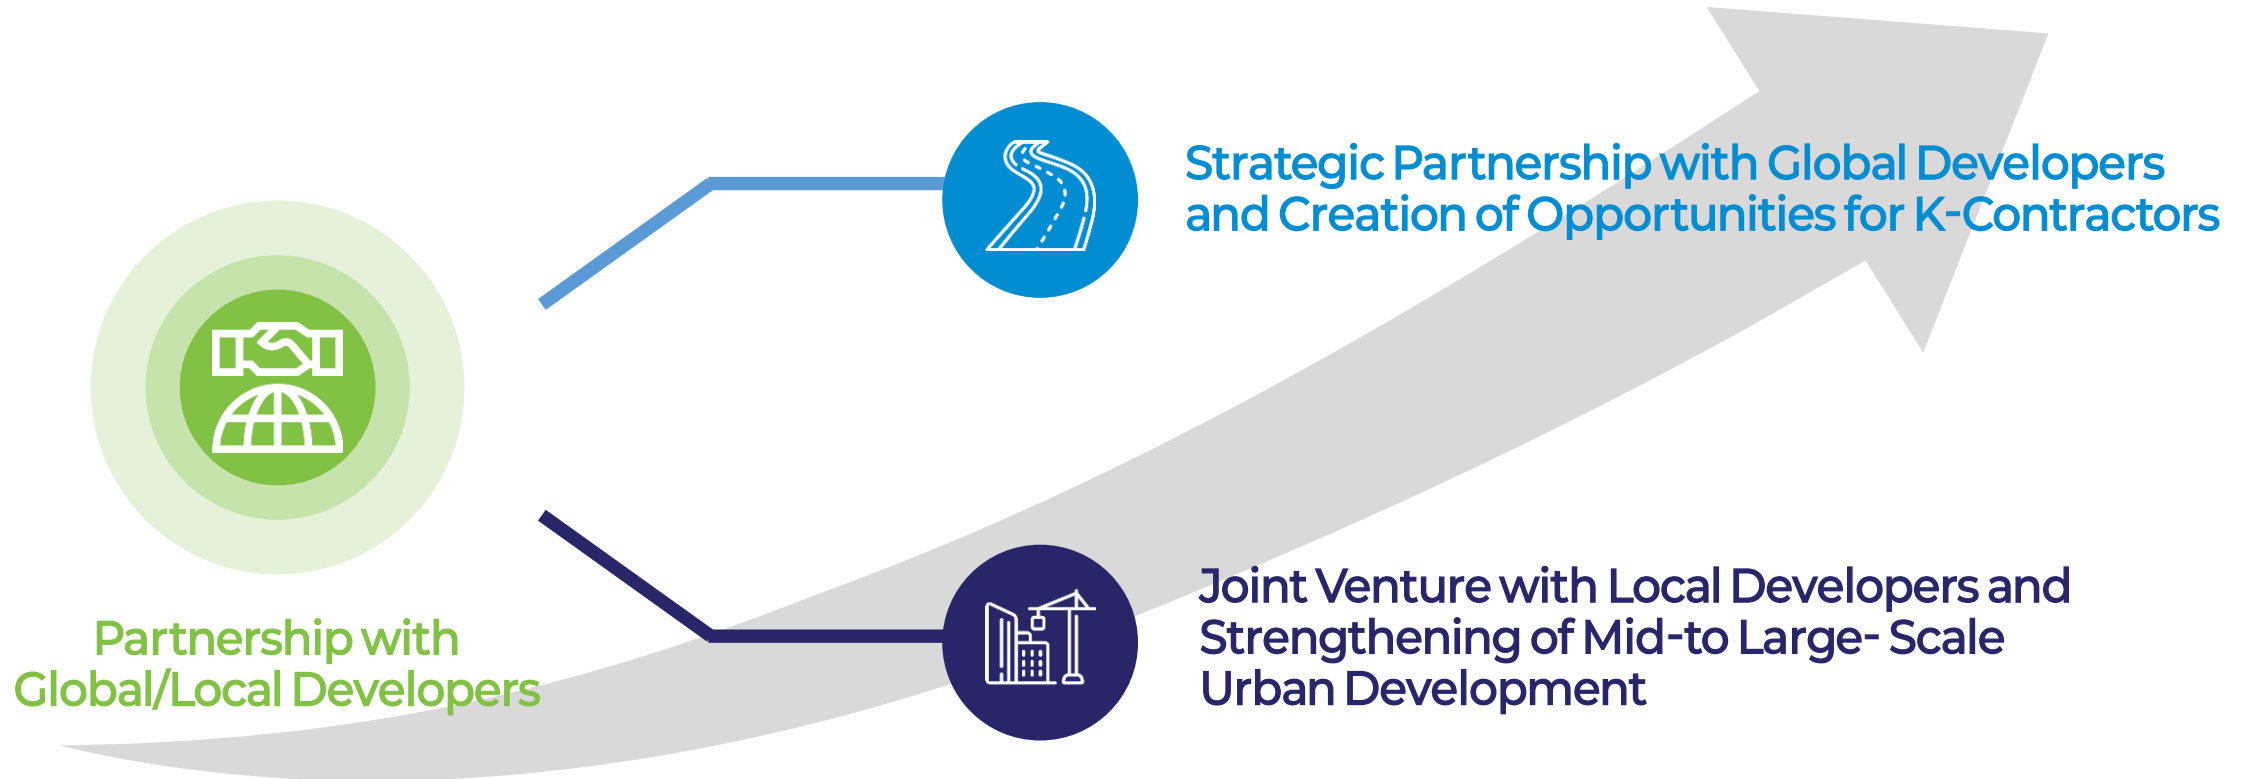 Strategic Partnership with Global Developers
and Creation of Opportunities for K-Contractors
Partnership with
Global/Local Developers
Joint Venture with Local Developers and
Strengthening of Mid-to Large- Scale
Urban Development